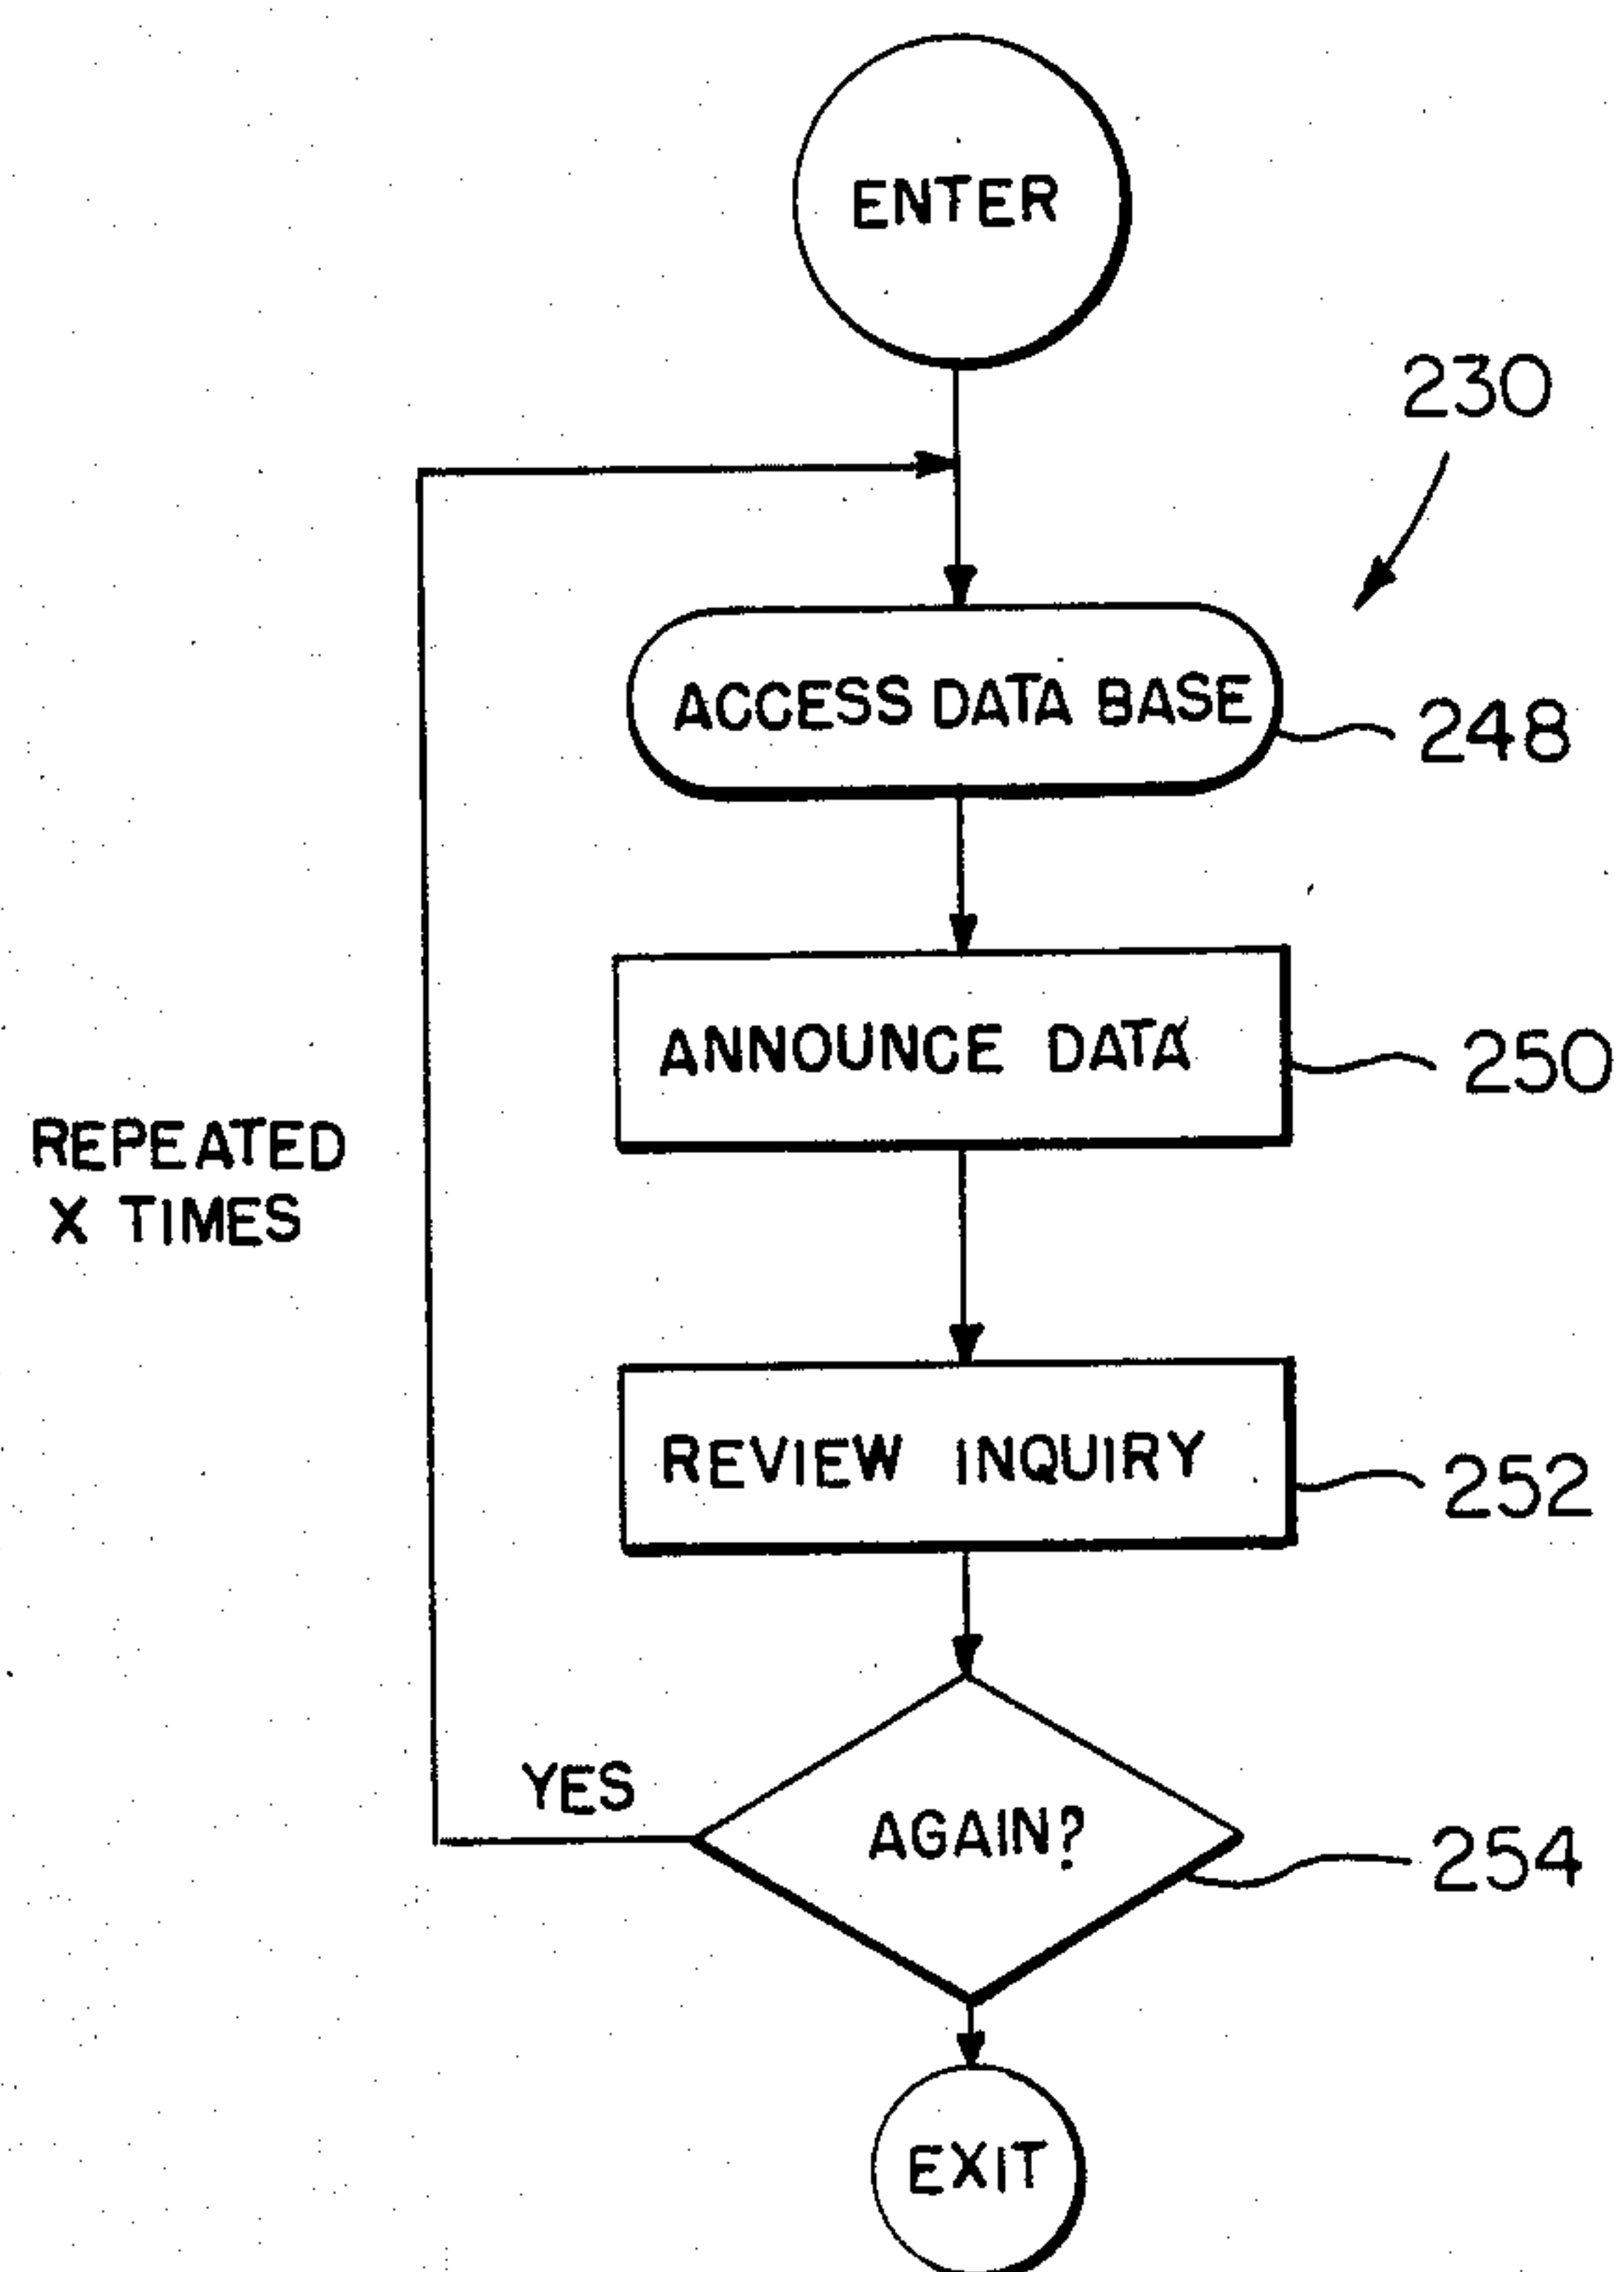 ENTER
230
ACCESS DATA BASE
248
ANNOUNCE DATA
250
REPEATED
X TIMES
REVIEW INQUIRY
252
YES
AGAIN?
254
EXIT